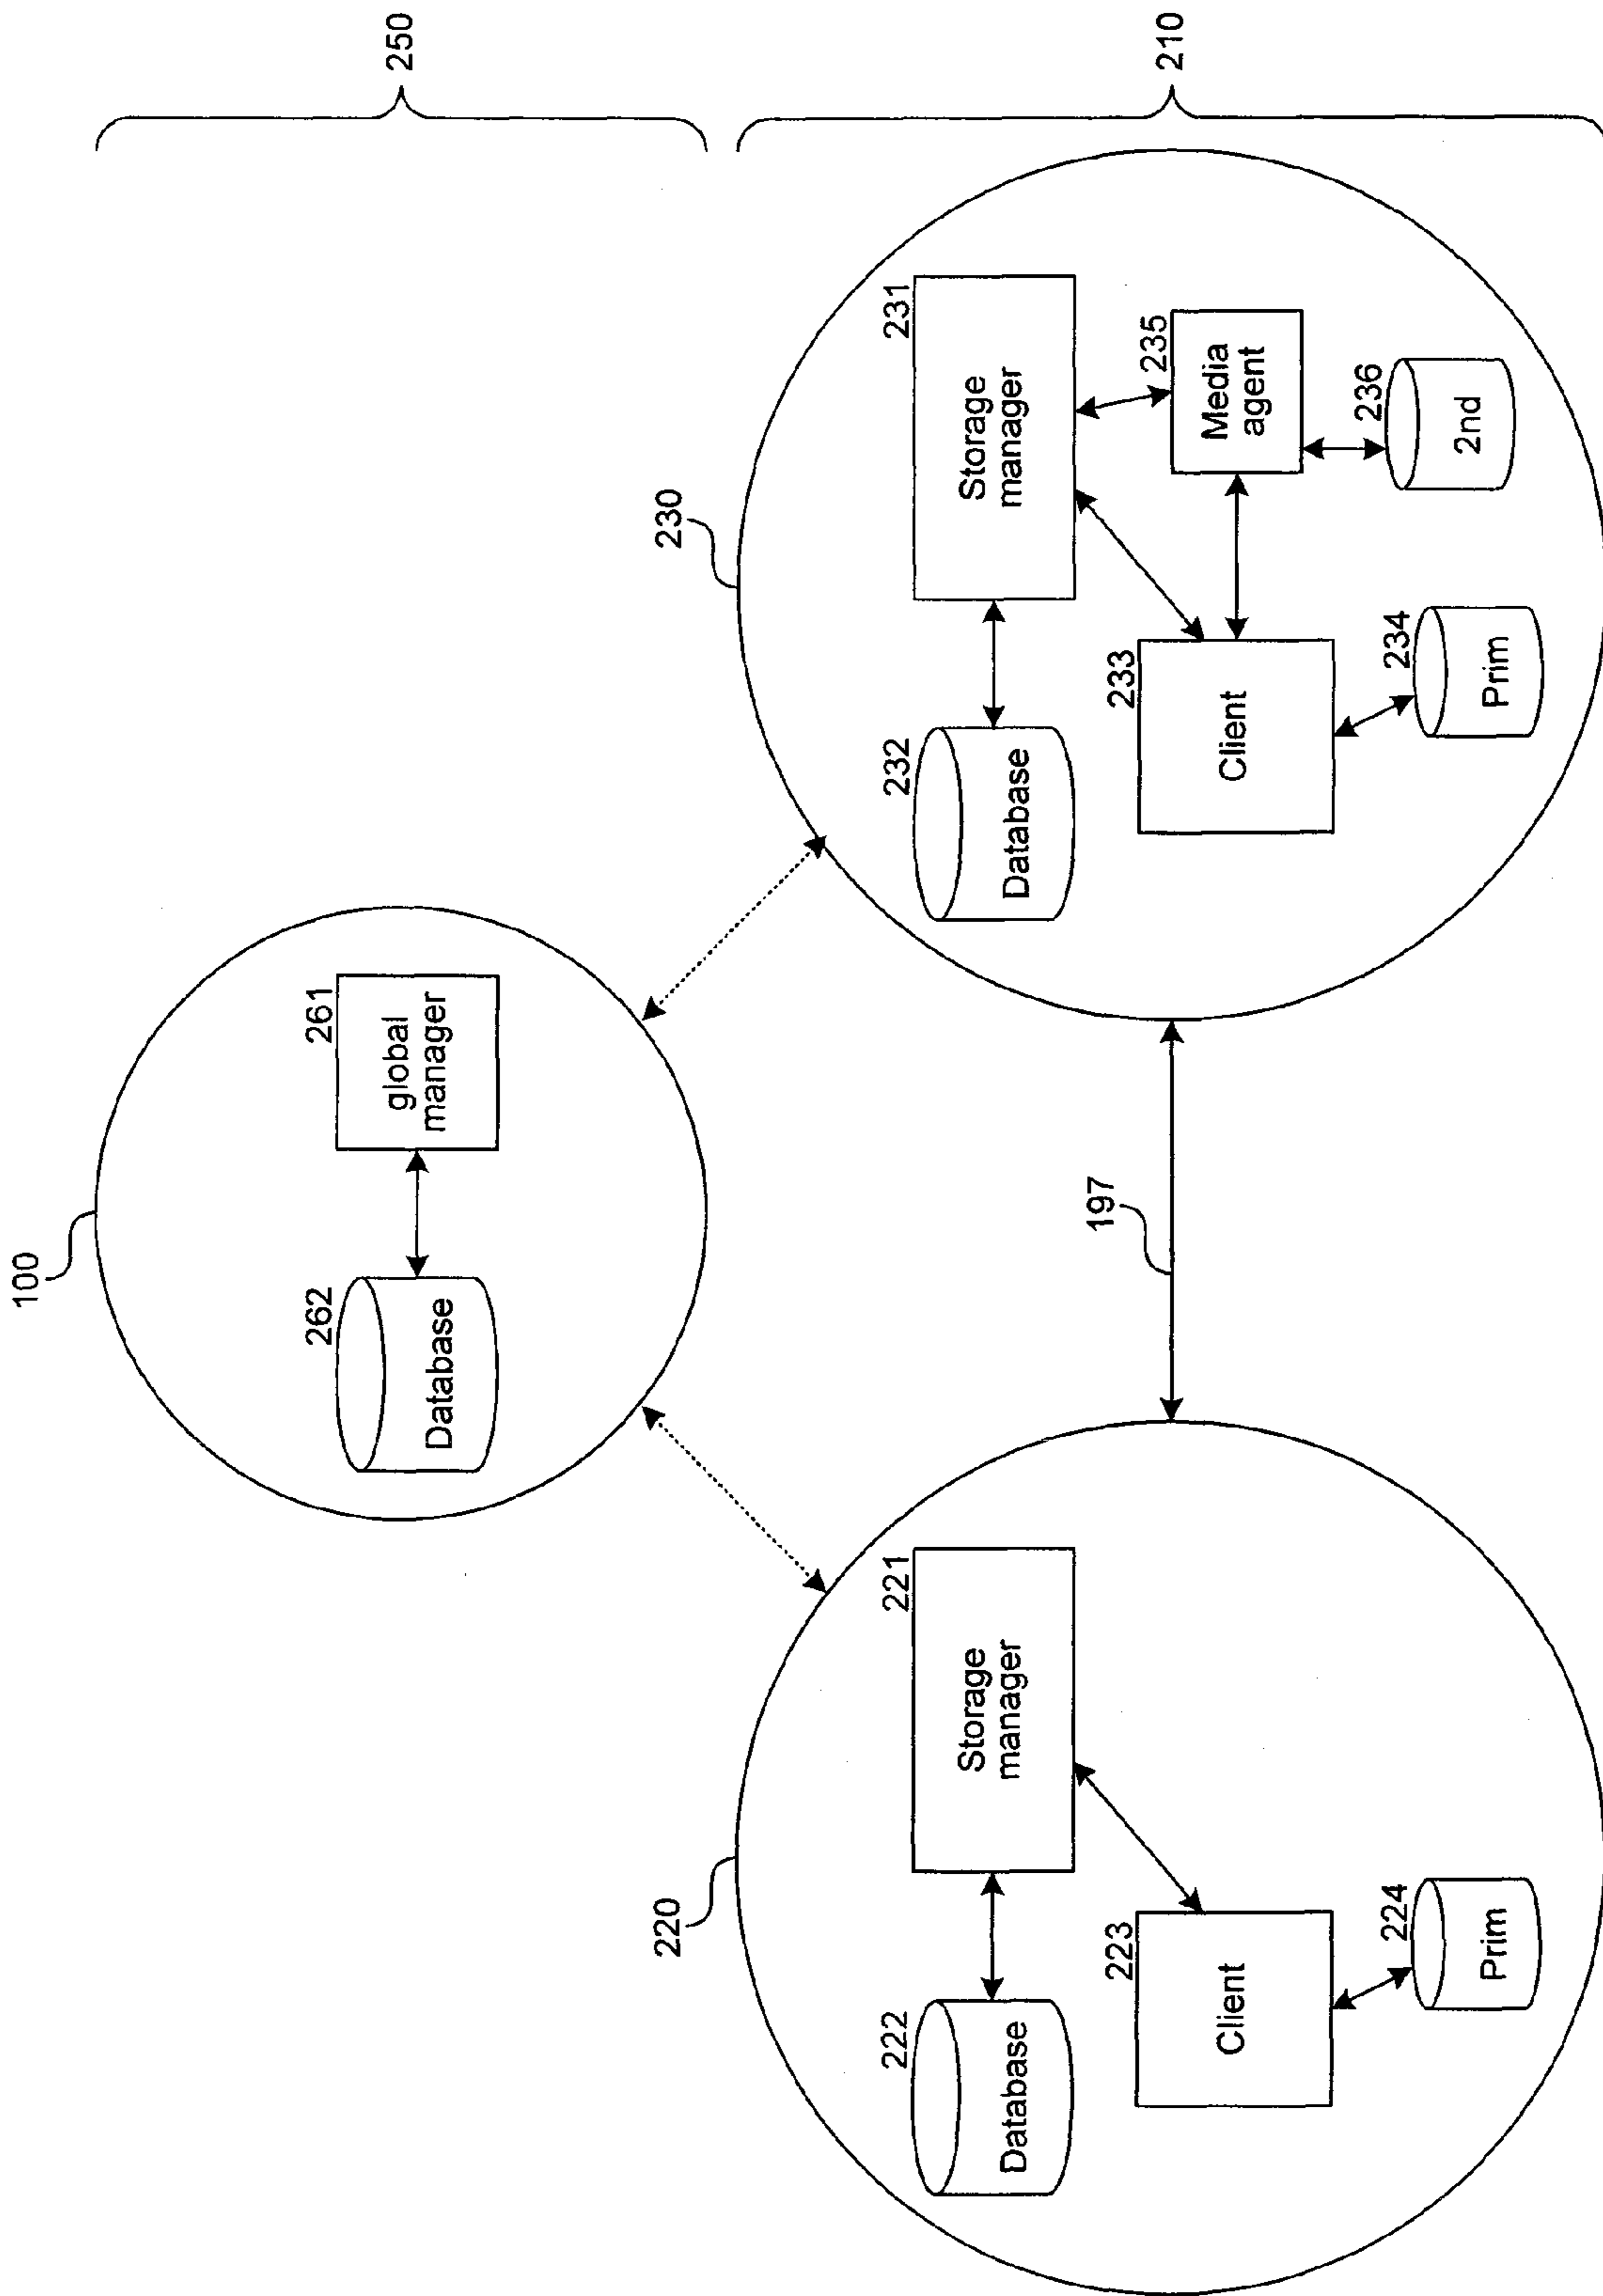 100
250
262
Database
261
global
manager
220
230
210
222
Database
221
Storage
manager
197
232
Database
231
Storage
manager
223
Client
224
Prim
233
Client
235
Media
agent
234
Prim
236
2nd